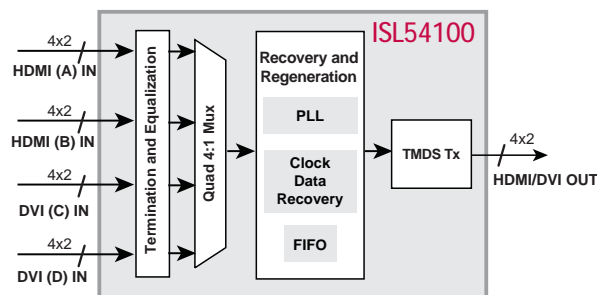 ISL54100
4x2
HDMI (A) IN
4x2
HDMI (B) IN
4x2
DVI (C) IN
4x2
DVI (D) IN
Termination and Equalization
Quad 4:1 Mux
Recovery and
Regeneration
PLL
Clock
Data
Recovery
FIFO
TMDS Tx
4x2
HDMI/DVI OUT